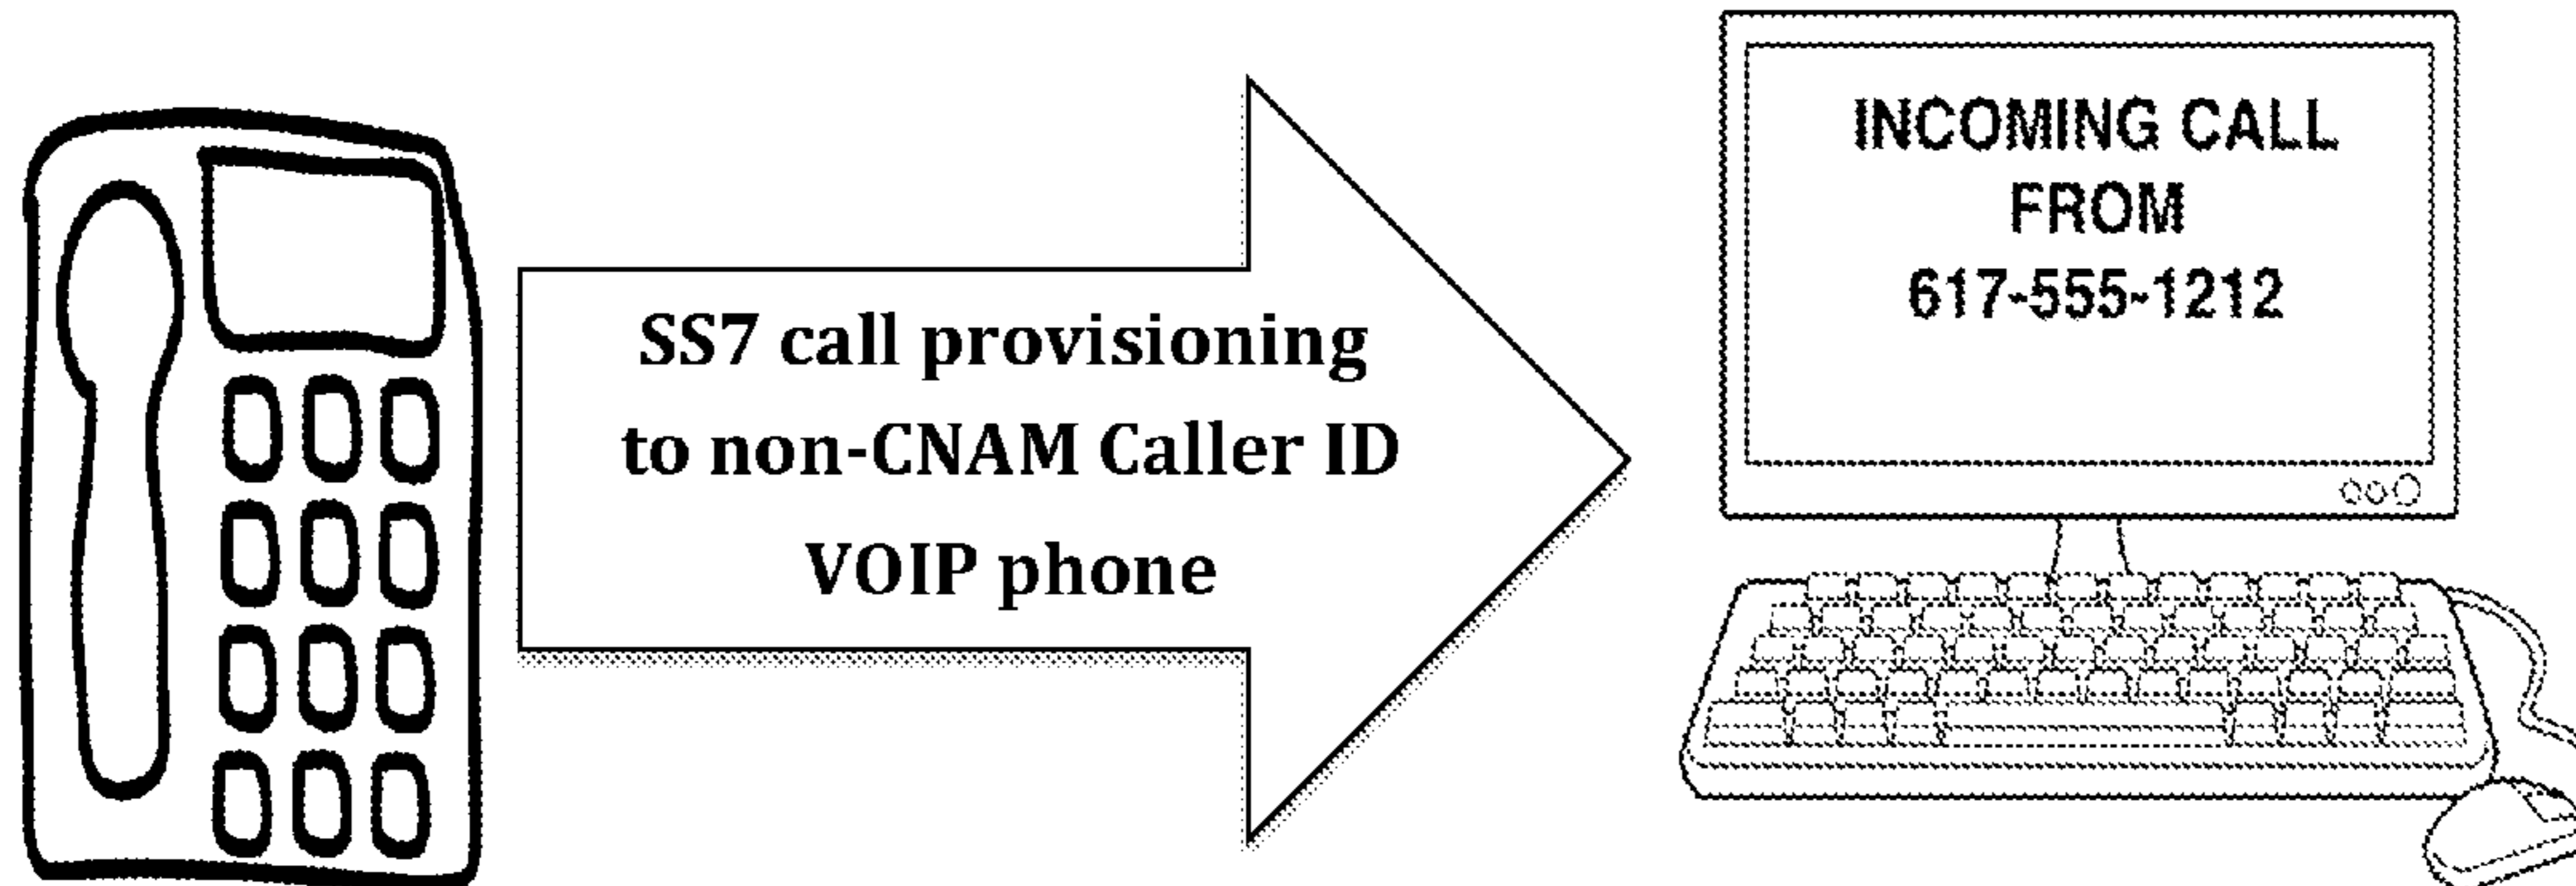 SS7 call provisioning
to non-CNAM Caller ID
VOIP phone
INCOMING CALL
FROM
617-555-1212